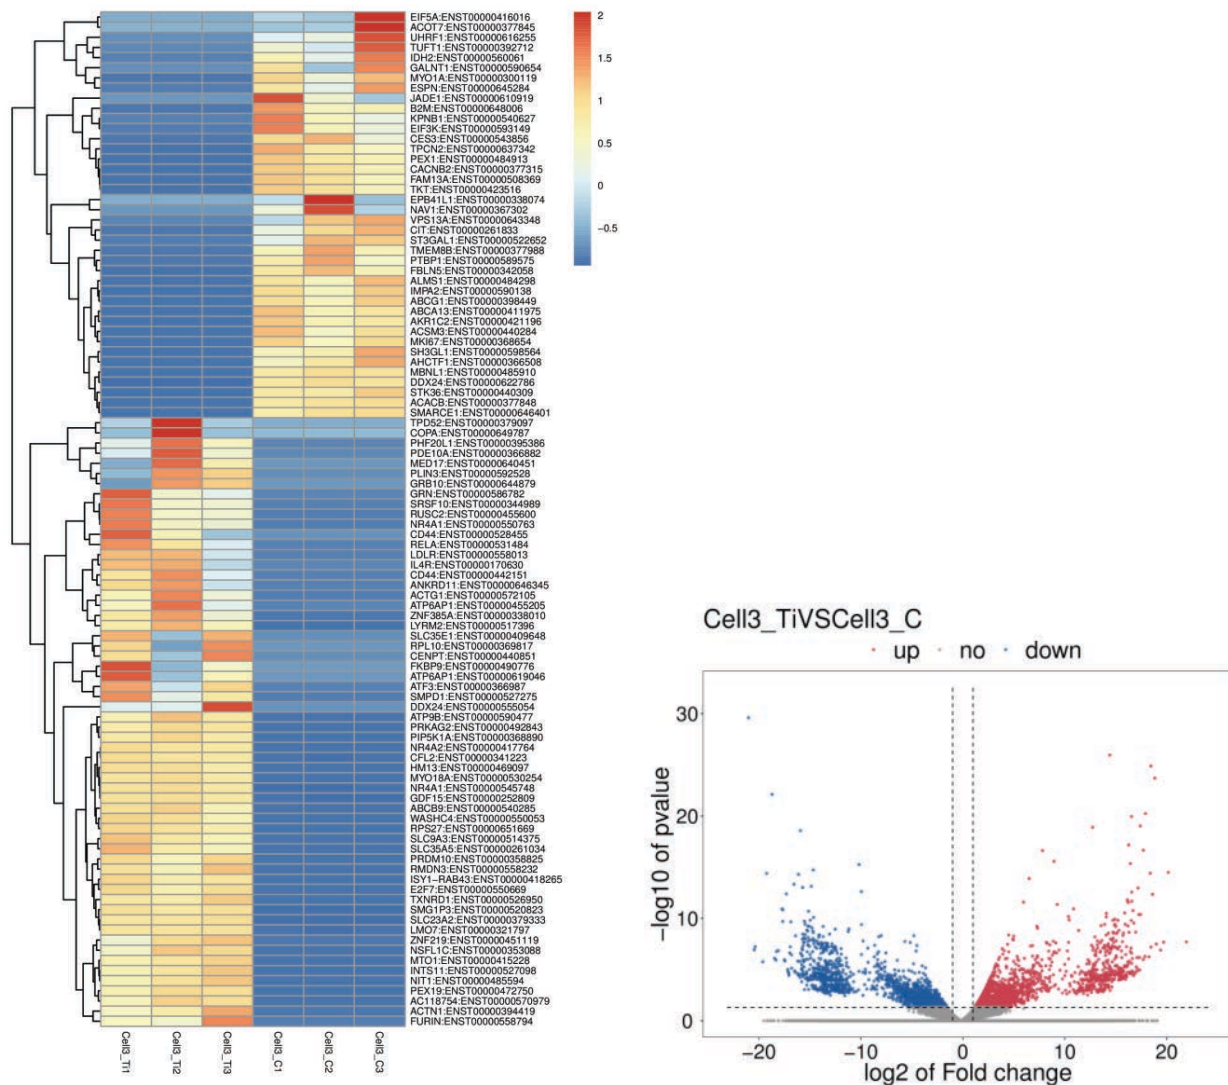 2
1.5
1
0.5
0
−0.5
EIF5A:ENST00000416016
ACOT7:ENST00000377845
UHRF1:ENST00000616255
TUFT1:ENST00000392712
IDH2:ENST00000560061
GALNT1:ENST00000590654
MYO1A:ENST00000300119
ESPN:ENST00000645284
JADE1:ENST00000610919
B2M:ENST00000648006
KPNB1:ENST00000540627
EIF3K:ENST00000593149
CES3:ENST00000543856
TPCN2:ENST00000637342
PEX1:ENST00000484913
CACNB2:ENST00000377315
FAM13A:ENST00000508369
TKT:ENST00000423516
EPB41L1:ENST00000338074
NAV1:ENST00000367302
VPS13A:ENST00000643348
CIT:ENST00000261833
ST3GAL1:ENST00000522652
TMEM8B:ENST00000377988
PTBP1:ENST00000589575
FBLN5:ENST00000342058
ALMS1:ENST00000484298
IMPA2:ENST00000590138
ABCG1:ENST00000398449
ABCA13:ENST00000411975
AKR1C2:ENST00000421196
ACSM3:ENST00000440284
MKI67:ENST00000368654
SH3GL1:ENST00000598564
AHCTF1:ENST00000366508
MBNL1:ENST00000485910
DDX24:ENST00000622786
STK36:ENST00000440309
ACACB:ENST00000377848
SMARCE1:ENST00000646401
TPD52:ENST00000379097
COPA:ENST00000649787
PHF20L1:ENST00000395386
PDE10A:ENST00000366882
MED17:ENST00000640451
PLIN3:ENST00000592528
GRB10:ENST00000644879
GRN:ENST00000586782
SRSF10:ENST00000344989
RUSC2:ENST00000455600
NR4A1:ENST00000550763
CD44:ENST00000528455
RELA:ENST00000531484
LDLR:ENST00000558013
IL4R:ENST00000170630
CD44:ENST00000442151
ANKRD11:ENST00000646345
ACTG1:ENST00000572105
ATP6AP1:ENST00000455205
ZNF385A:ENST00000338010
LYRM2:ENST00000517396
SLC35E1:ENST00000409648
RPL10:ENST00000369817
CENPT:ENST00000440851
FKBP9:ENST00000490776
ATP6AP1:ENST00000619046
ATF3:ENST00000366987
SMPD1:ENST00000527275
DDX24:ENST00000555054
ATP9B:ENST00000590477
PRKAG2:ENST00000492843
PIP5K1A:ENST00000368890
NR4A2:ENST00000417764
CFL2:ENST00000341223
HM13:ENST00000469097
MYO18A:ENST00000530254
NR4A1:ENST00000545748
GDF15:ENST00000252809
ABCB9:ENST00000540285
WASHC4:ENST00000550053
RPS27:ENST00000651669
SLC9A3:ENST00000514375
SLC35A5:ENST00000261034
PRDM10:ENST00000358825
RMDN3:ENST00000558232
ISY1−RAB43:ENST00000418265
E2F7:ENST00000550669
TXNRD1:ENST00000526950
SMG1P3:ENST00000520823
SLC23A2:ENST00000379333
LMO7:ENST00000321797
ZNF219:ENST00000451119
NSFL1C:ENST00000353088
MTO1:ENST00000415228
INTS11:ENST00000527098
NIT1:ENST00000485594
PEX19:ENST00000472750
AC118754:ENST00000570979
ACTN1:ENST00000394419
FURIN:ENST00000558794
Cell3_Ti1
Cell3_Ti2
Cell3_Ti3
Cell3_C1
Cell3_C2
Cell3_C3
Cell3_TiVSCell3_C
up no down
−log10 of pvalue
30
20
10
0
−20 −10 0 10 20
log2 of Fold change